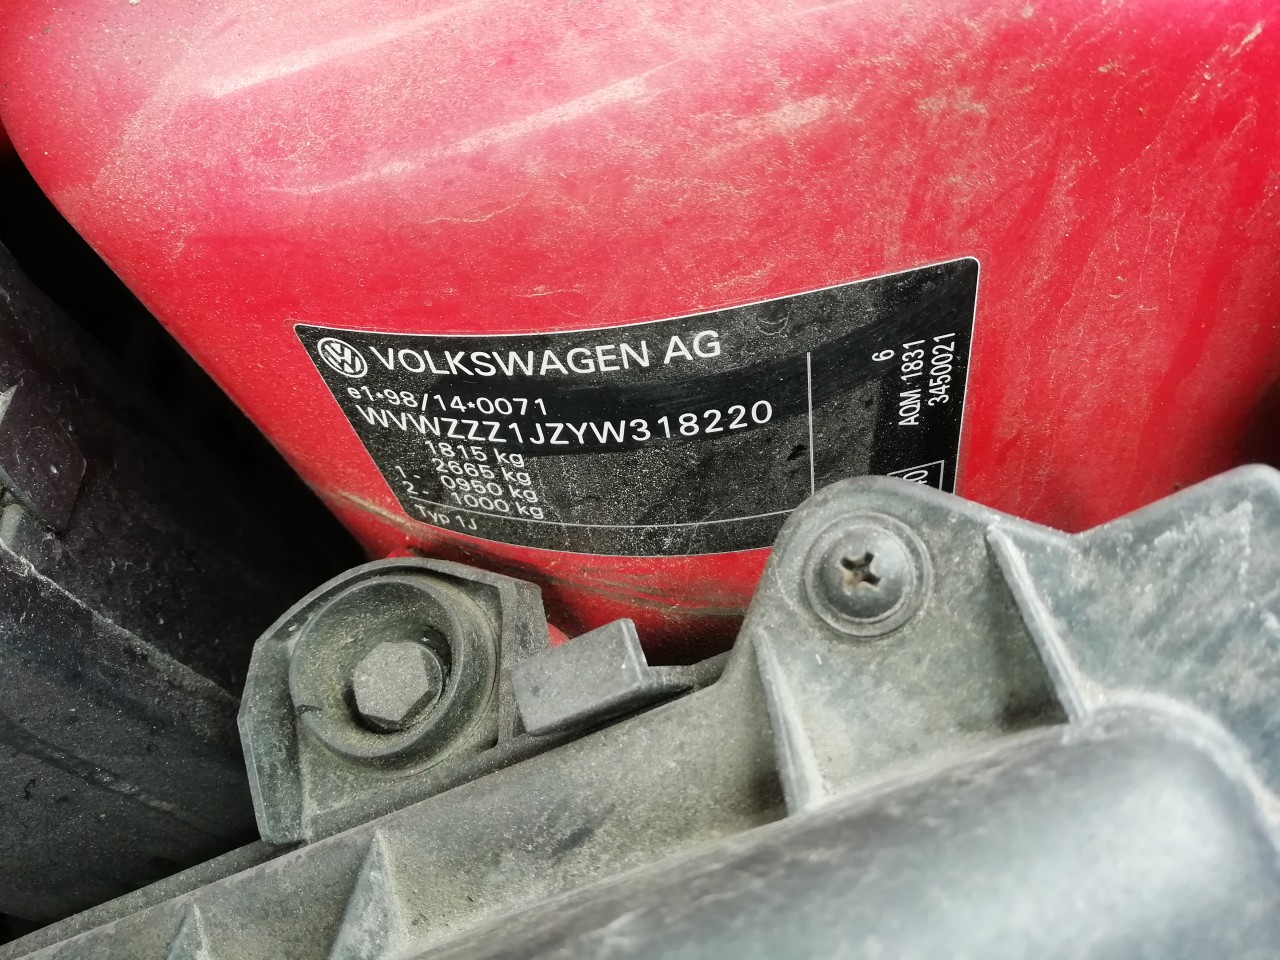 VOLKSWAGEN AG
e1*98/14*0071
WVWZZZ1JZYW318220
1815 kg
2665 kg
1- 0950 kg
2- 1000 kg
Typ 1J
6
AQM 1831
3450021